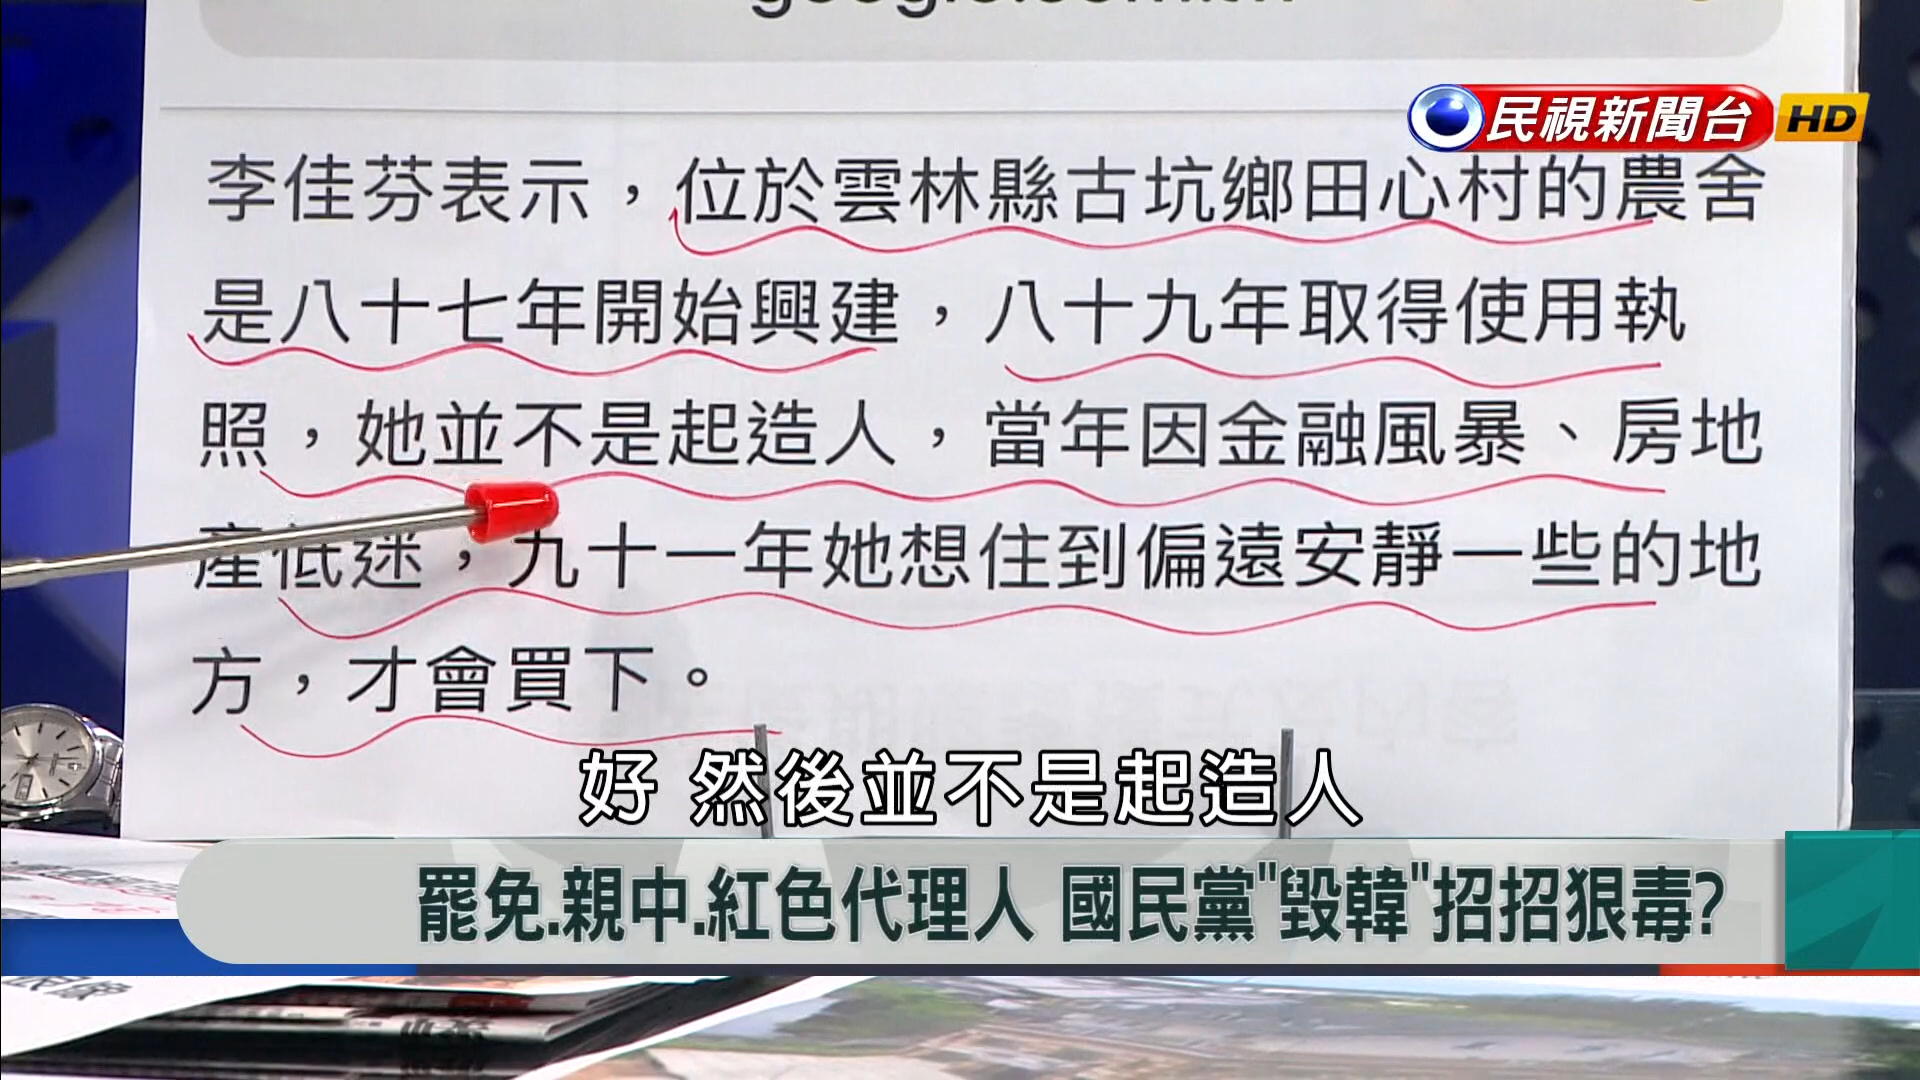 民視新聞台 HD
李佳芬表示，位於雲林縣古坑鄉田心村的農舍
是八十七年開始興建，八十九年取得使用執
照，她並不是起造人，當年因金融風暴、房地
產低迷，九十一年她想住到偏遠安靜一些的地
方，才會買下。
好 然後並不是起造人
罷免.親中.紅色代理人 國民黨"毀韓"招招狠毒?